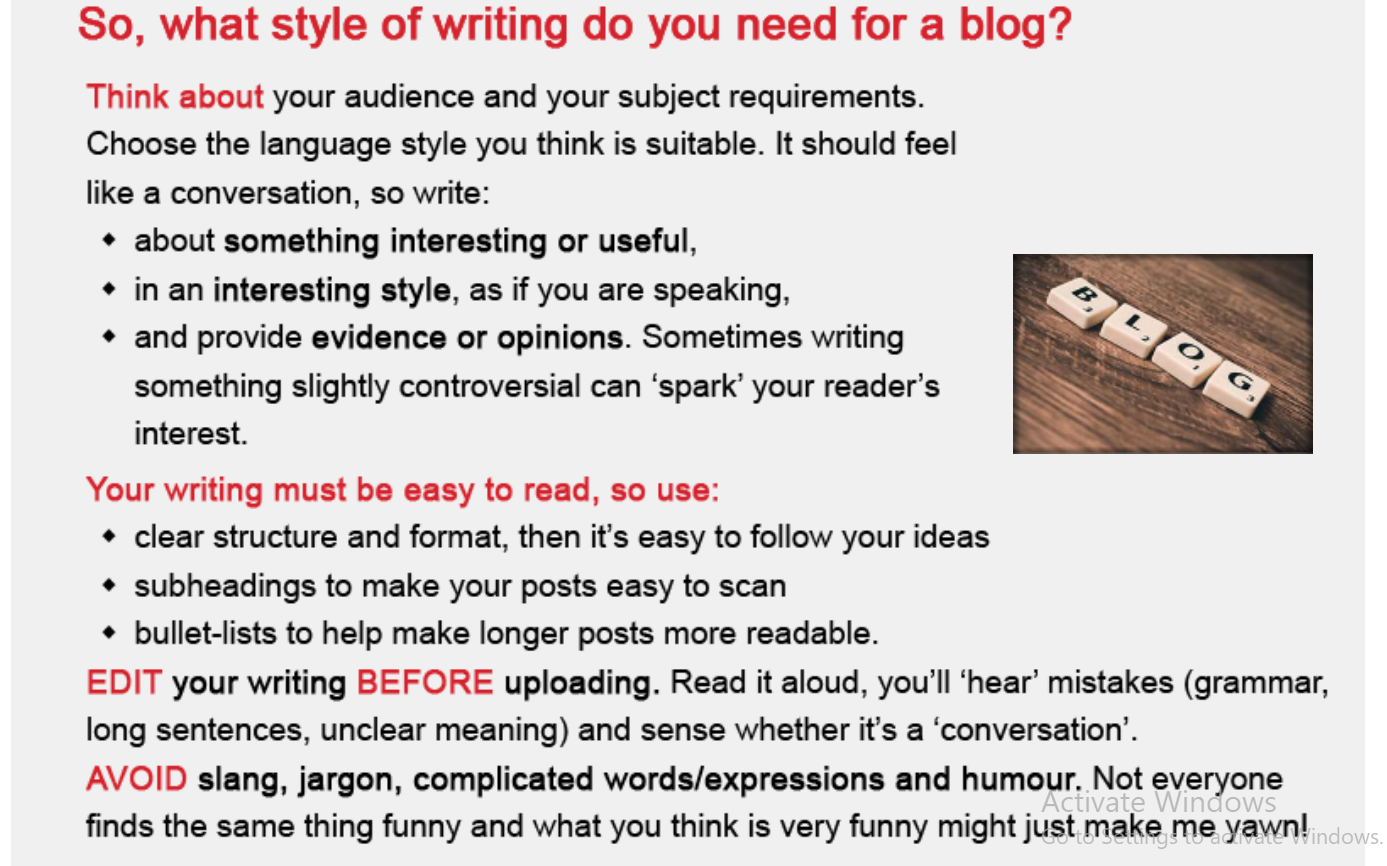 So, what style of writing do you need for a blog?
Think about your audience and your subject requirements.
Choose the language style you think is suitable. It should feel
like a conversation, so write:
◆ about something interesting or useful,
◆ in an interesting style, as if you are speaking,
◆ and provide evidence or opinions. Sometimes writing
something slightly controversial can ‘spark’ your reader’s
interest.
B
3
L
2
O
1
G
3
Your writing must be easy to read, so use:
◆ clear structure and format, then it’s easy to follow your ideas
◆ subheadings to make your posts easy to scan
◆ bullet-lists to help make longer posts more readable.
EDIT your writing BEFORE uploading. Read it aloud, you’ll ‘hear’ mistakes (grammar,
long sentences, unclear meaning) and sense whether it’s a ‘conversation’.
AVOID slang, jargon, complicated words/expressions and humour. Not everyone
finds the same thing funny and what you think is very funny might just make me yawn!
Activate Windows
Go to Settings to activate Windows.